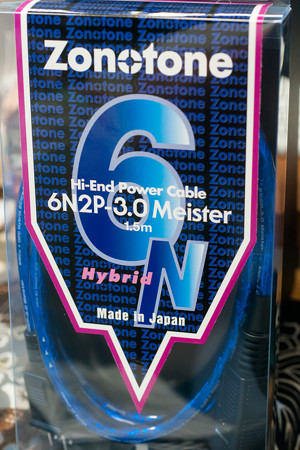 Zonotone
6N
Hi-End Power Cable
6N2P-3.0 Meister
1.5m
Hybrid
Made in Japan